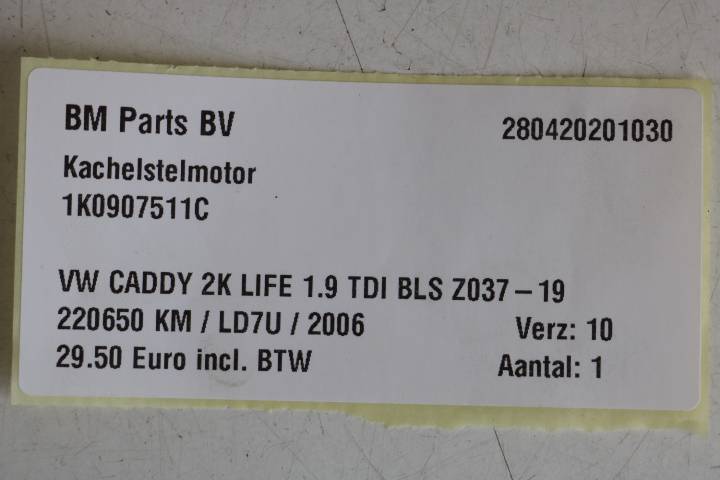 BM Parts BV 280420201030
Kachelstelmotor
1K0907511C
VW CADDY 2K LIFE 1.9 TDI BLS Z037-19
220650 KM / LD7U / 2006 Verz: 10
29.50 Euro incl. BTW Aantal: 1